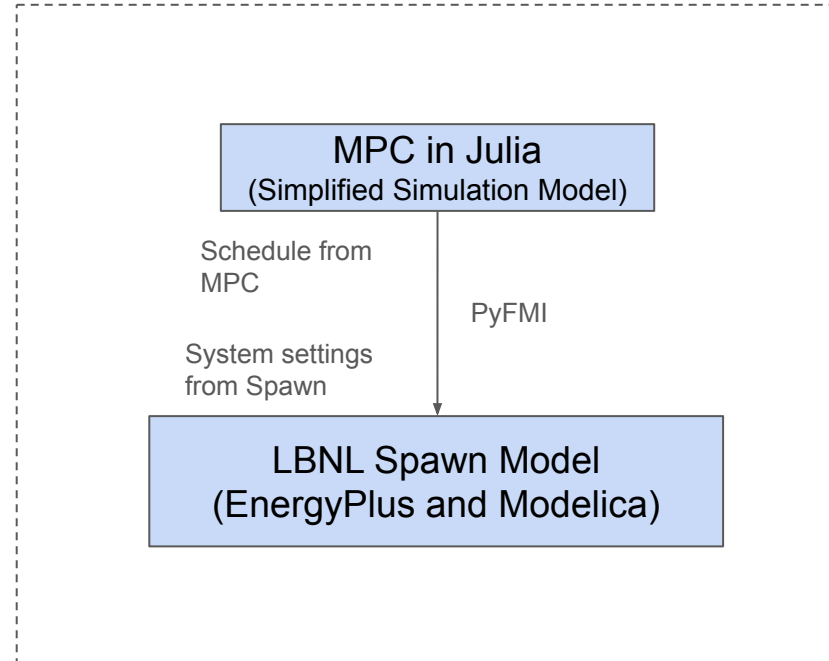 MPC in Julia
(Simplified Simulation Model)
Schedule from
MPC
PyFMI
System settings
from Spawn
LBNL Spawn Model
(EnergyPlus and Modelica)